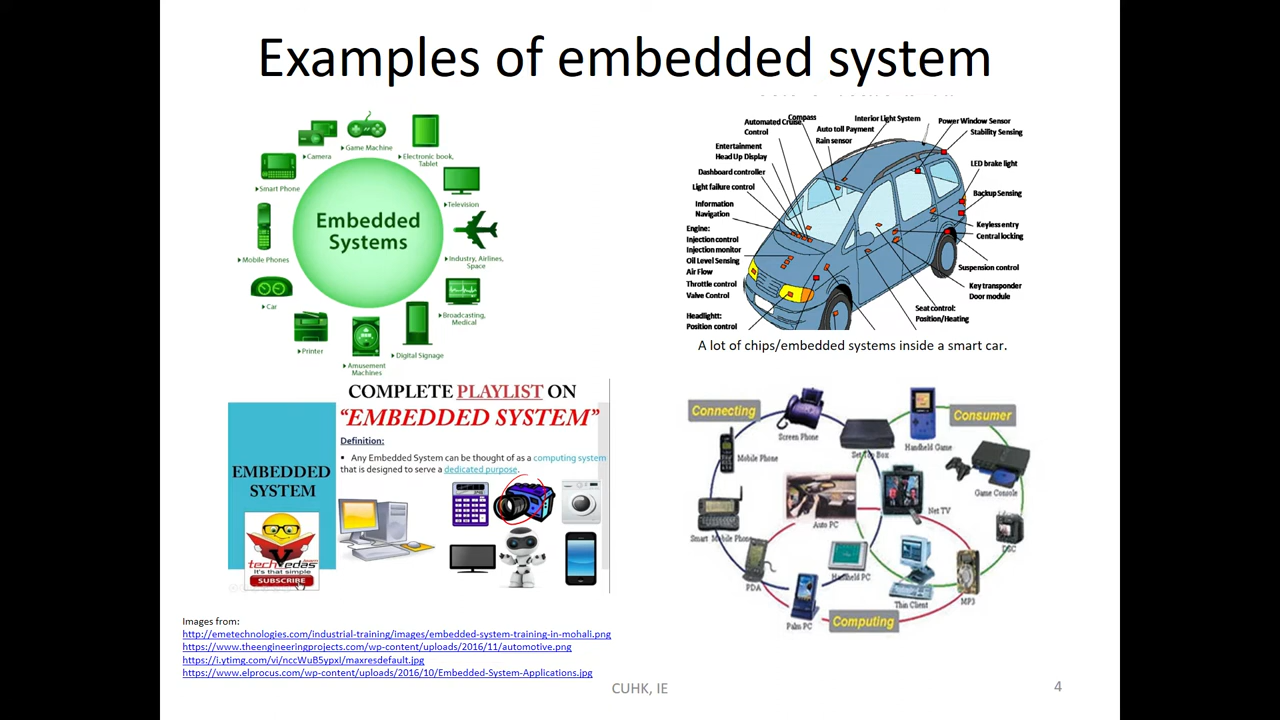 Examples of embedded system
Game Machine
Camera
Electronic book,
Tablet
Smart Phone
Television
Embedded
Systems
Mobile Phones
Industry, Airlines,
Space
Car
Broadcasting,
Medical
Printer
Digital Signage
Amusement
Machines
Compass
Automated Cruise
Control
Interior Light System
Auto toll Payment
Rain sensor
Power Window Sensor
Stability Sensing
Entertainment
Head Up Display
LED brake light
Dashboard controller
Light failure control
Backup Sensing
Information
Navigation
Keyless entry
Central locking
Engine:
Injection control
Injection monitor
Oil Level Sensing
Air Flow
Throttle control
Valve Control
Suspension control
Key transponder
Door module
Seat control:
Position/Heating
Headlightt:
Position control
A lot of chips/embedded systems inside a smart car.
COMPLETE PLAYLIST ON
“EMBEDDED SYSTEM”
Definition:
Any Embedded System can be thought of as a computing system
that is designed to serve a dedicated purpose.
EMBEDDED
SYSTEM
It's that simple
SUBSCRIBE
Connecting
Consumer
Screen Phone
Mobile Phone
Set Top Box
Handheld Game
Game Console
Auto PC
Net TV
Smart Mobile Phone
DSC
PDA
Handheld PC
Thin Client
MP3
Palm PC
Computing
Images from:
http://emetechnologies.com/industrial-training/images/embedded-system-training-in-mohali.png
https://www.theengineeringprojects.com/wp-content/uploads/2016/11/automotive.png
https://i.ytimg.com/vi/nccWuB5ypxI/maxresdefault.jpg
https://www.elprocus.com/wp-content/uploads/2016/10/Embedded-System-Applications.jpg
CUHK, IE
4